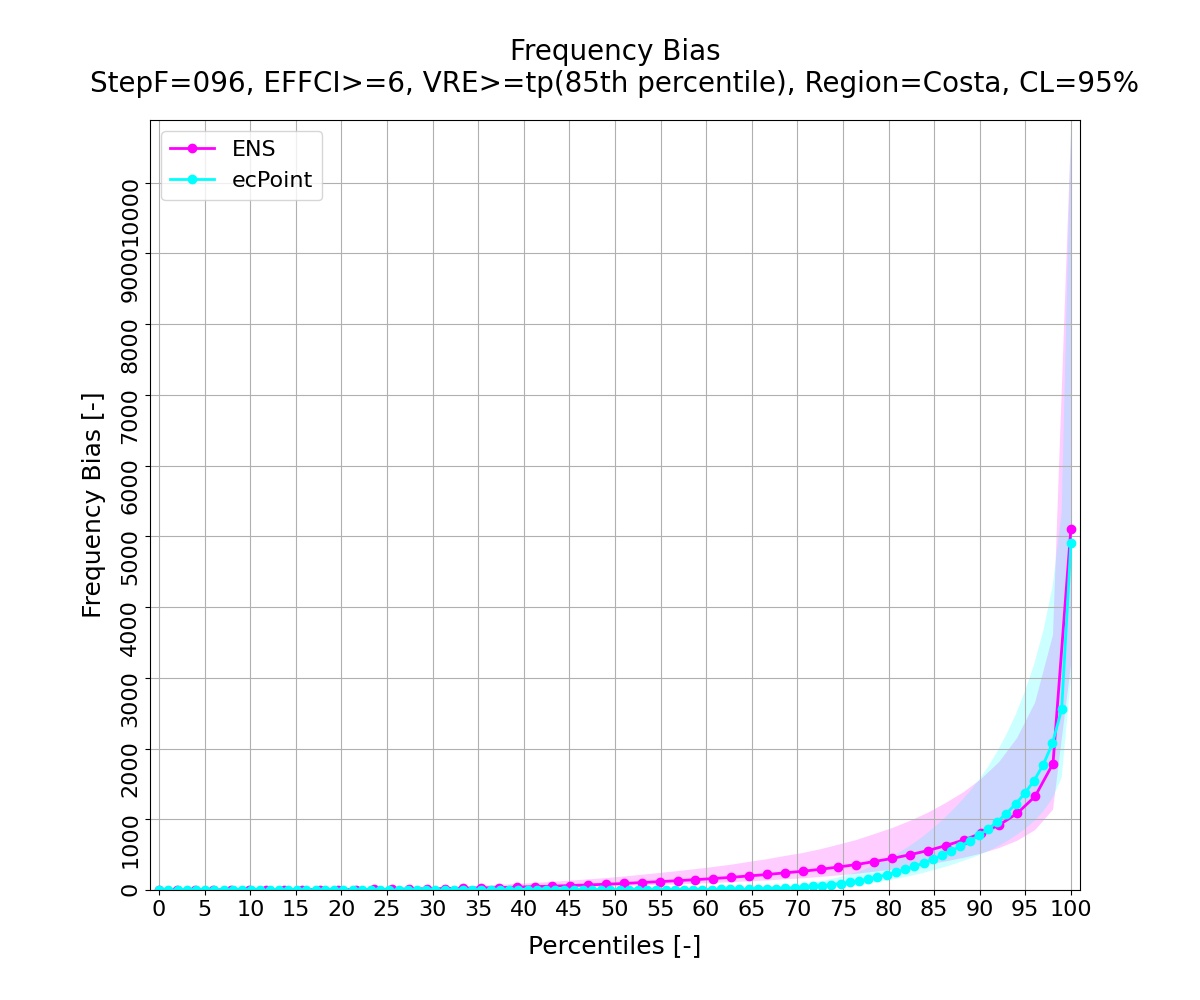 Frequency Bias
StepF=096, EFFCI>=6, VRE>=tp(85th percentile), Region=Costa, CL=95%
ENS
ecPoint
10000
9000
8000
7000
6000
5000
4000
3000
2000
1000
0
Frequency Bias [-]
0 5 10 15 20 25 30 35 40 45 50 55 60 65 70 75 80 85 90 95 100
Percentiles [-]